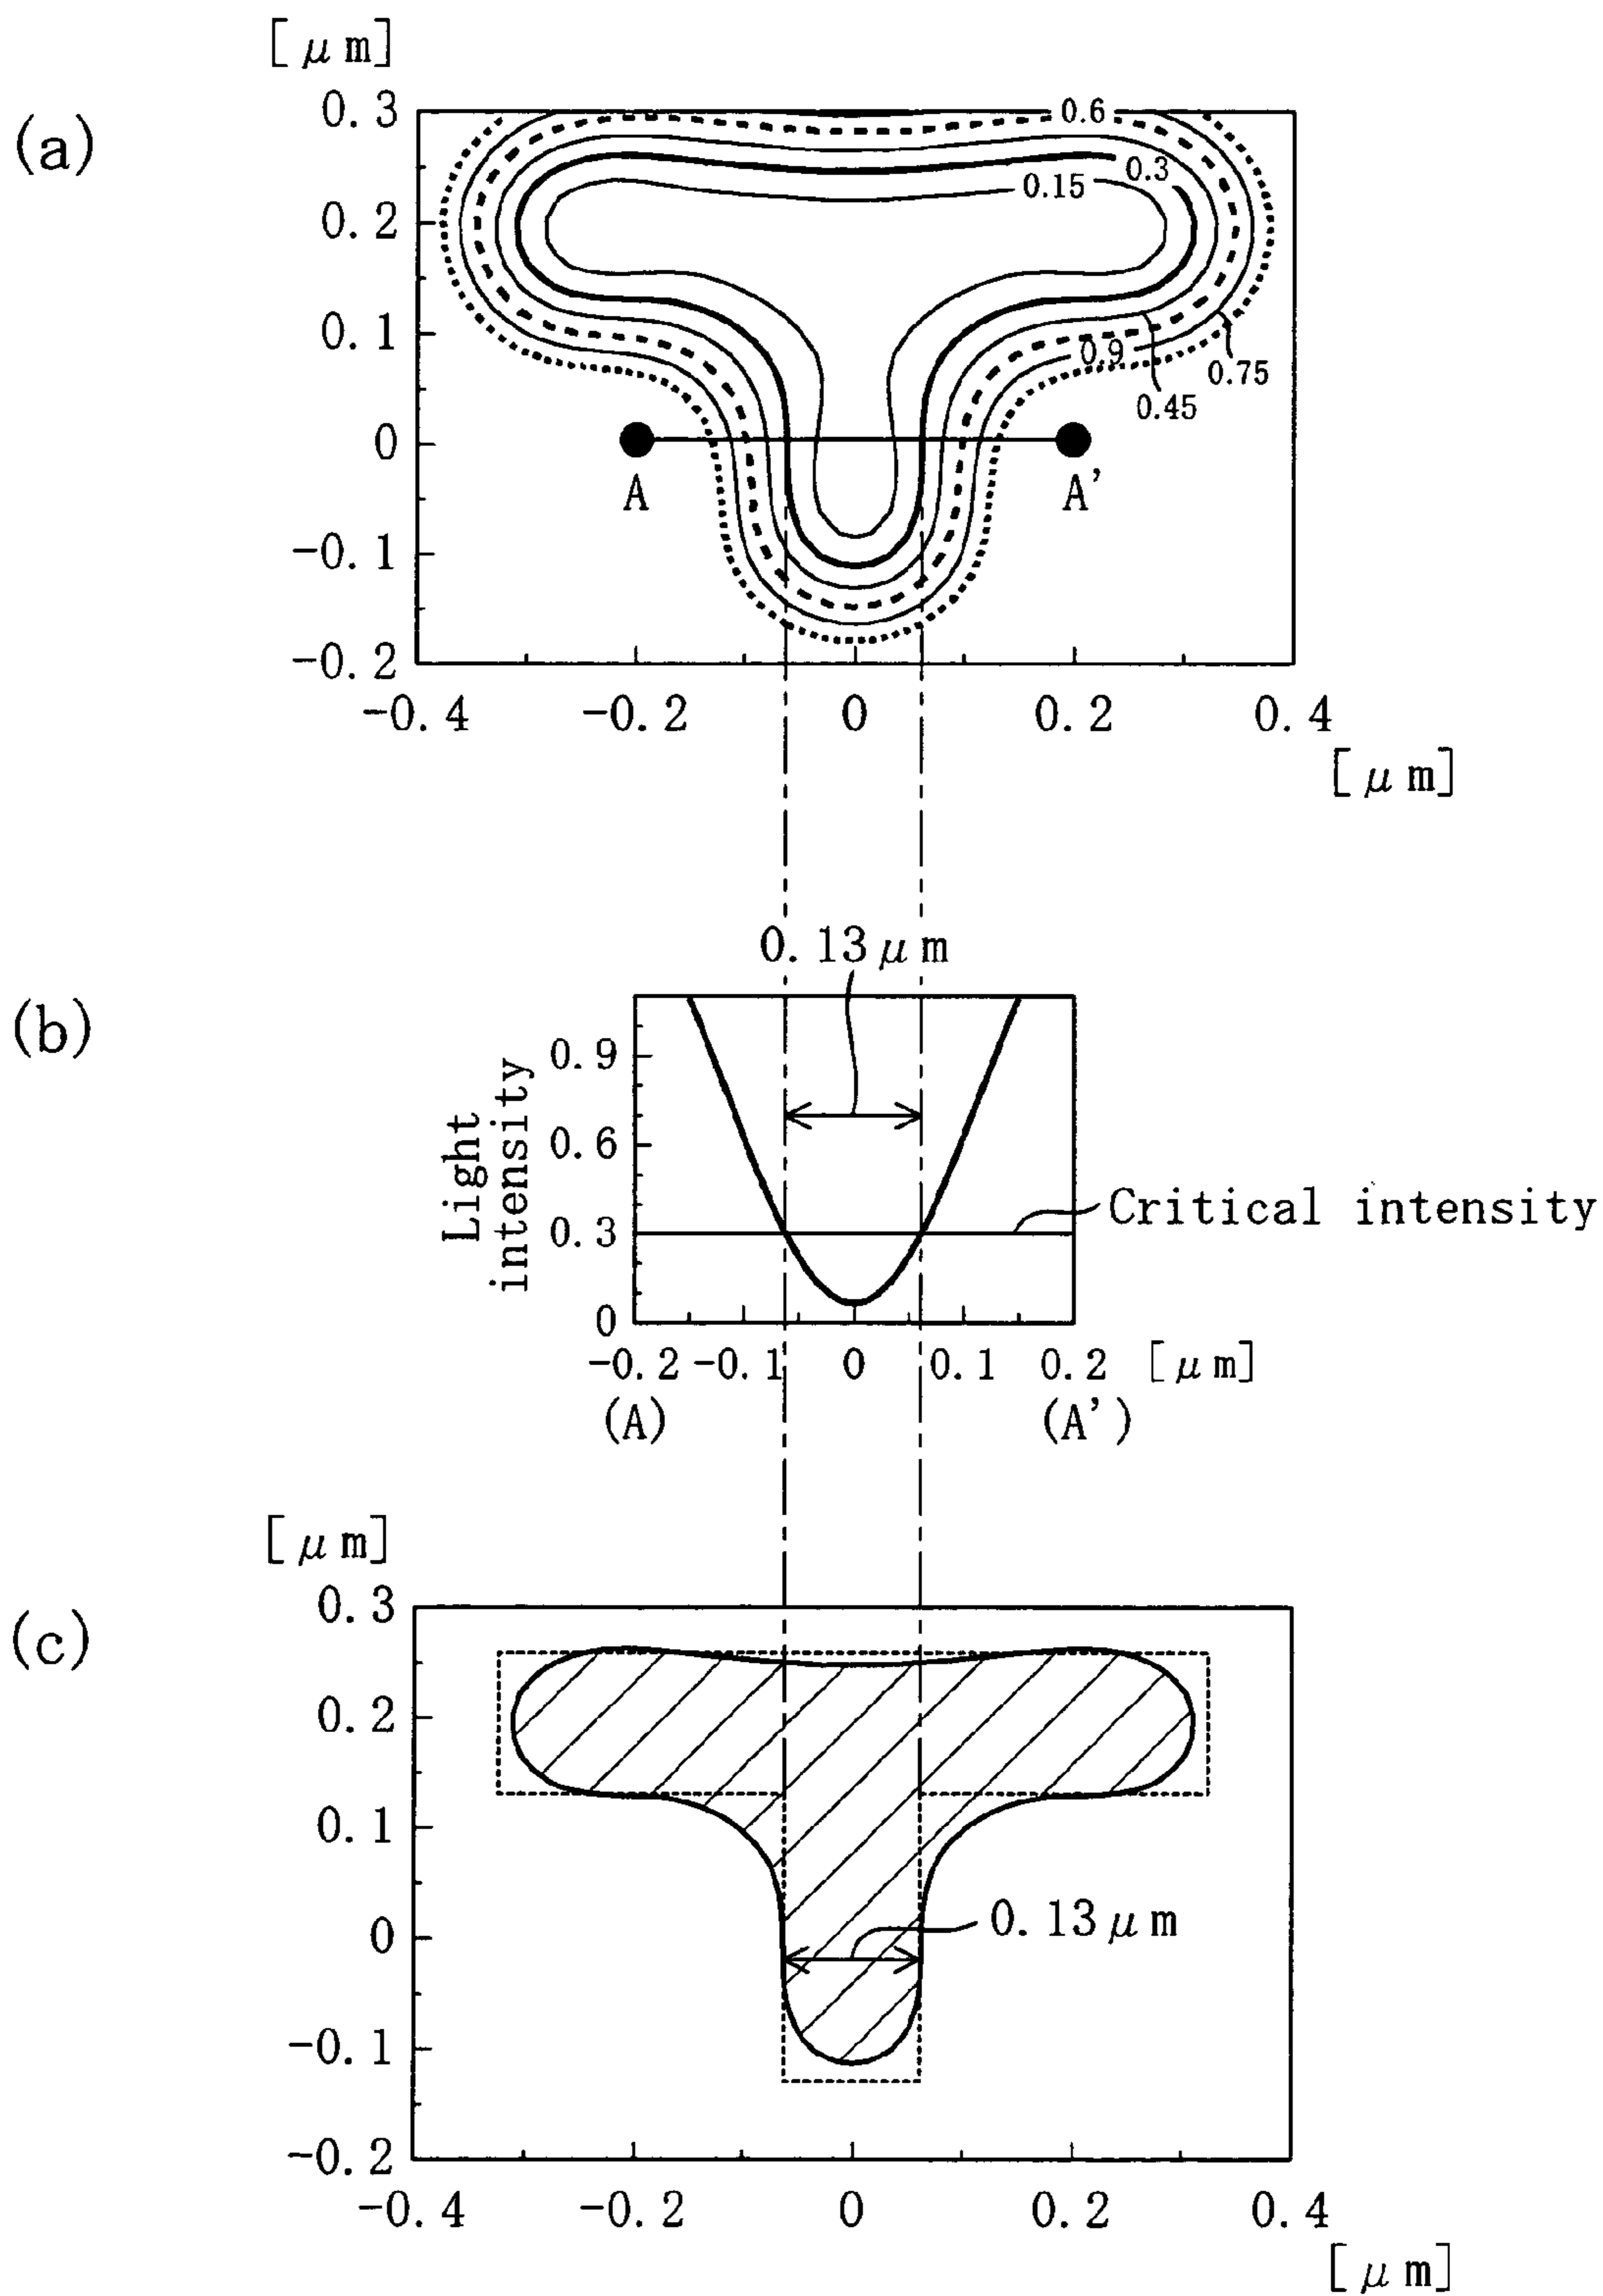 (a)
[μm]
0.3
0.2
0.1
0
-0.1
-0.2
-0.4
-0.2
0
0.2
0.4
[μm]
0.6
0.3
0.15
0.9
0.75
0.45
A
A'
(b)
0.13μm
Light
intensity
0.9
0.6
0.3
0
Critical intensity
-0.2
-0.1
0
0.1
0.2
[μm]
(A)
(A')
(c)
[μm]
0.3
0.2
0.1
0
-0.1
-0.2
0.13μm
-0.4
-0.2
0
0.2
0.4
[μm]